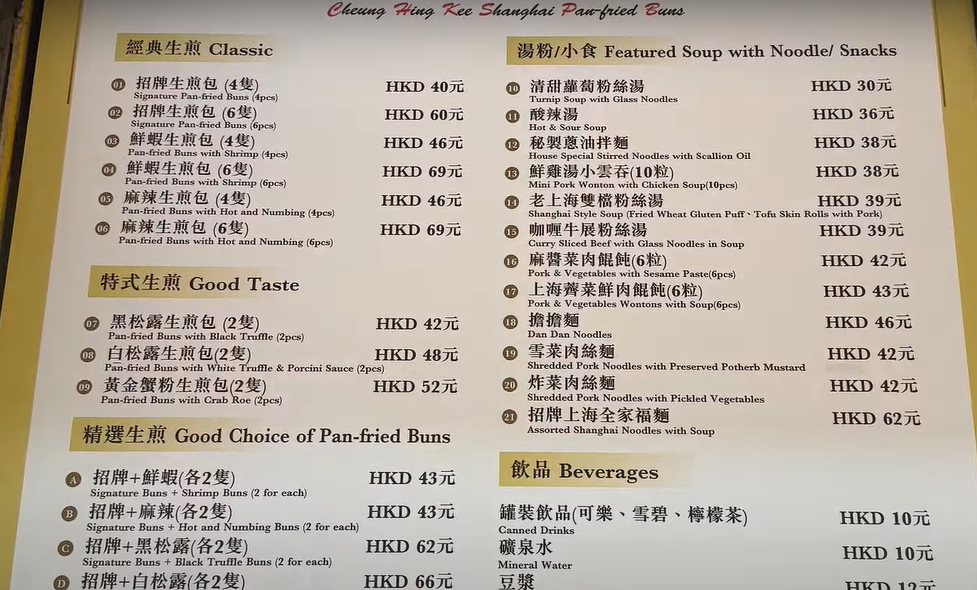 Cheung Hing Kee Shanghai Pan-fried Buns
經典生煎 Classic
01 招牌生煎包 (4隻) HKD 40元
Signature Pan-fried Buns (4pcs)
02 招牌生煎包 (6隻) HKD 60元
Signature Pan-fried Buns (6pcs)
03 鮮蝦生煎包 (4隻) HKD 46元
Pan-fried Buns with Shrimp (4pcs)
04 鮮蝦生煎包 (6隻) HKD 69元
Pan-fried Buns with Shrimp (6pcs)
05 麻辣生煎包 (4隻) HKD 46元
Pan-fried Buns with Hot and Numbing (4pcs)
06 麻辣生煎包 (6隻) HKD 69元
Pan-fried Buns with Hot and Numbing (6pcs)
特式生煎 Good Taste
07 黑松露生煎包 (2隻) HKD 42元
Pan-fried Buns with Black Truffle (2pcs)
08 白松露生煎包(2隻) HKD 48元
Pan-fried Buns with White Truffle & Porcini Sauce (2pcs)
09 黃金蟹粉生煎包(2隻) HKD 52元
Pan-fried Buns with Crab Roe (2pcs)
精選生煎 Good Choice of Pan-fried Buns
A 招牌+鮮蝦(各2隻) HKD 43元
Signature Buns + Shrimp Buns (2 for each)
B 招牌+麻辣(各2隻) HKD 43元
Signature Buns + Hot and Numbing Buns (2 for each)
C 招牌+黑松露(各2隻) HKD 62元
Signature Buns + Black Truffle Buns (2 for each)
D 招牌+白松露(各2隻) HKD 66元
湯粉/小食 Featured Soup with Noodle/ Snacks
10 清甜蘿蔔粉絲湯 HKD 30元
Turnip Soup with Glass Noodles
11 酸辣湯 HKD 36元
Hot & Sour Soup
12 秘製蔥油拌麵 HKD 38元
House Special Stirred Noodles with Scallion Oil
13 鮮雞湯小雲吞(10粒) HKD 38元
Mini Pork Wonton with Chicken Soup(10pcs)
14 老上海雙檔粉絲湯 HKD 39元
Shanghai Style Soup (Fried Wheat Gluten Puff、Tofu Skin Rolls with Pork)
15 咖喱牛展粉絲湯 HKD 39元
Curry Sliced Beef with Glass Noodles in Soup
16 麻醬菜肉餛飩(6粒) HKD 42元
Pork & Vegetables with Sesame Paste(6pcs)
17 上海薺菜鮮肉餛飩(6粒) HKD 43元
Pork & Vegetables Wontons with Soup(6pcs)
18 擔擔麵 HKD 46元
Dan Dan Noodles
19 雪菜肉絲麵 HKD 42元
Shredded Pork Noodles with Preserved Potherb Mustard
20 炸菜肉絲麵 HKD 42元
Shredded Pork Noodles with Pickled Vegetables
21 招牌上海全家福麵 HKD 62元
Assorted Shanghai Noodles with Soup
飲品 Beverages
罐裝飲品(可樂、雪碧、檸檬茶) HKD 10元
Canned Drinks
礦泉水 HKD 10元
Mineral Water
豆漿 HKD 12元